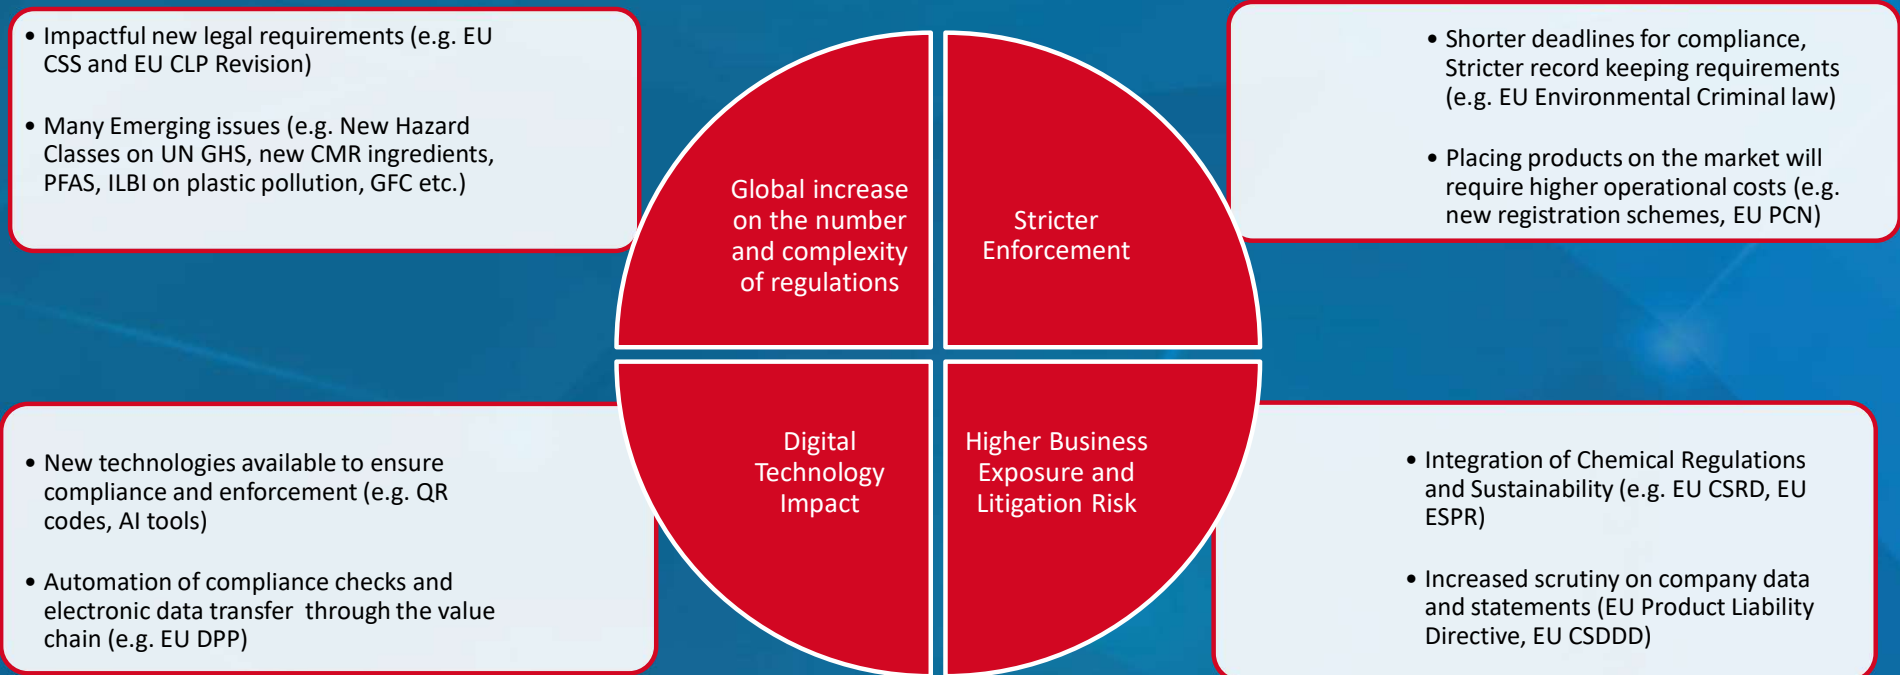 • Impactful new legal requirements (e.g. EU
CSS and EU CLP Revision)
• Many Emerging issues (e.g. New Hazard
Classes on UN GHS, new CMR ingredients,
PFAS, ILBI on plastic pollution, GFC etc.)
Global increase
on the number
and complexity
of regulations
Stricter
Enforcement
• Shorter deadlines for compliance,
Stricter record keeping requirements
(e.g. EU Environmental Criminal law)
• Placing products on the market will
require higher operational costs (e.g.
new registration schemes, EU PCN)
• New technologies available to ensure
compliance and enforcement (e.g. QR
codes, AI tools)
• Automation of compliance checks and
electronic data transfer through the value
chain (e.g. EU DPP)
Digital
Technology
Impact
Higher Business
Exposure and
Litigation Risk
• Integration of Chemical Regulations
and Sustainability (e.g. EU CSRD, EU
ESPR)
• Increased scrutiny on company data
and statements (EU Product Liability
Directive, EU CSDDD)